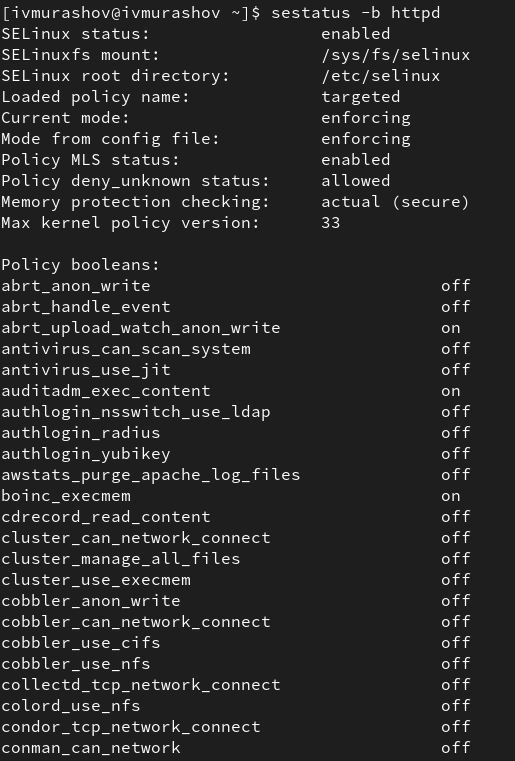 [ivmurashov@ivmurashov ~]$ sestatus -b httpd
SELinux status:                 enabled
SELinuxfs mount:                /sys/fs/selinux
SELinux root directory:         /etc/selinux
Loaded policy name:             targeted
Current mode:                   enforcing
Mode from config file:          enforcing
Policy MLS status:              enabled
Policy deny_unknown status:     allowed
Memory protection checking:     actual (secure)
Max kernel policy version:      33

Policy booleans:
abrt_anon_write                             off
abrt_handle_event                           off
abrt_upload_watch_anon_write                on
antivirus_can_scan_system                   off
antivirus_use_jit                           off
auditadm_exec_content                       on
authlogin_nsswitch_use_ldap                 off
authlogin_radius                            off
authlogin_yubikey                           off
awstats_purge_apache_log_files              off
boinc_execmem                               on
cdrecord_read_content                       off
cluster_can_network_connect                 off
cluster_manage_all_files                    off
cluster_use_execmem                         off
cobbler_anon_write                          off
cobbler_can_network_connect                 off
cobbler_use_cifs                            off
cobbler_use_nfs                             off
collectd_tcp_network_connect                off
colord_use_nfs                              off
condor_tcp_network_connect                  off
conman_can_network                          off